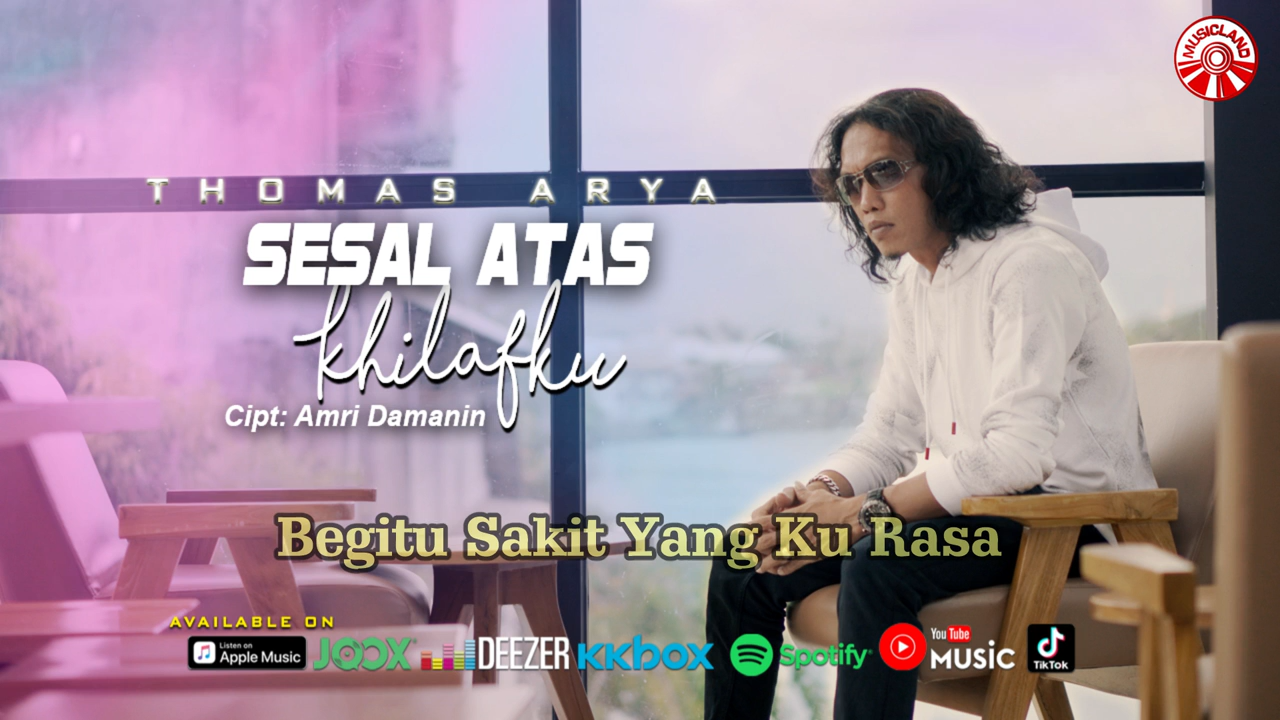 MUSICLAND
THOMAS ARYA
SESAL ATAS
khilafku
Cipt: Amri Damanin
Begitu Sakit Yang Ku Rasa
AVAILABLE ON
Listen on
Apple Music
JOOX
DEEZER
KKBOX
Spotify
YouTube
MUSIC
TikTok